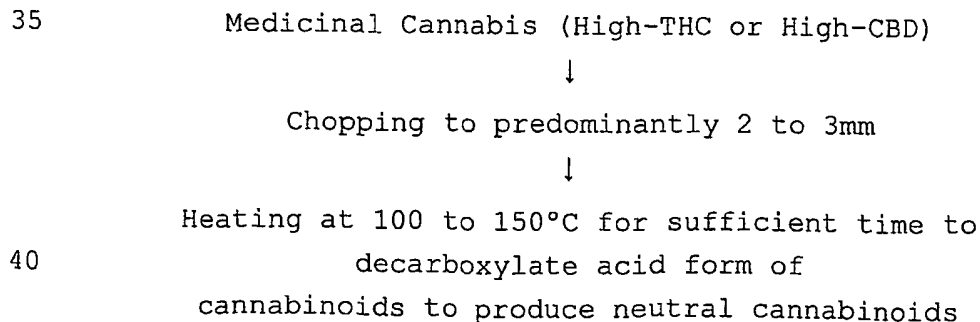 35 Medicinal Cannabis (High-THC or High-CBD)
↓
Chopping to predominantly 2 to 3mm
↓
Heating at 100 to 150°C for sufficient time to
40 decarboxylate acid form of
cannabinoids to produce neutral cannabinoids